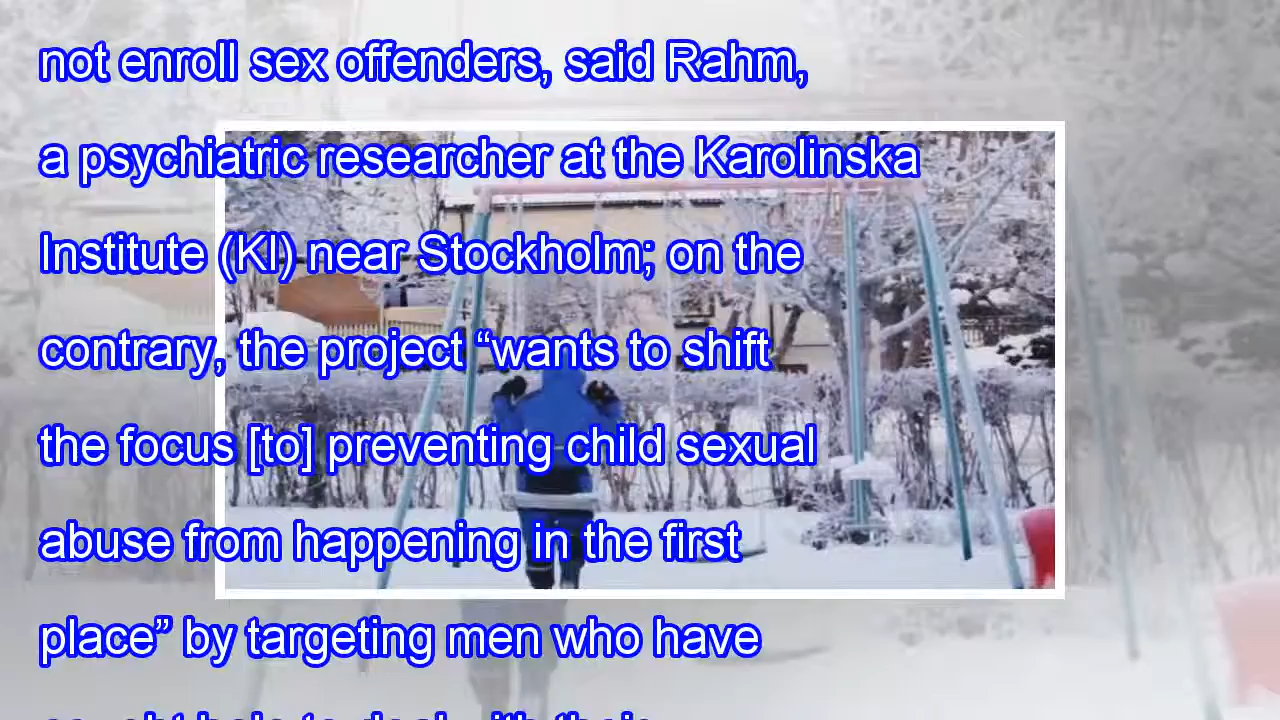 not enroll sex offenders, said Rahm,
a psychiatric researcher at the Karolinska
Institute (KI) near Stockholm; on the
contrary, the project “wants to shift
the focus [to] preventing child sexual
abuse from happening in the first
place” by targeting men who have